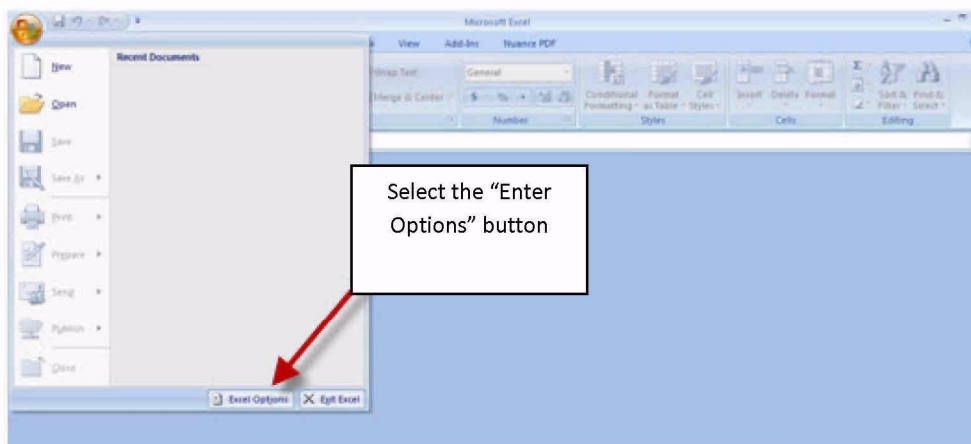 Microsoft Excel
View Add-Ins Nuance PDF
New
Open
Save
Save As
Print
Prepare
Send
Publish
Close
Recent Documents
Wrap Text
Merge & Center
General
$ %
Number
Conditional Formatting
Format as Table
Cell Styles
Styles
Insert Delete Format
Cells
Σ
Sort & Filter
Find & Select
Editing
Select the “Enter
Options” button
Excel Options
X Exit Excel